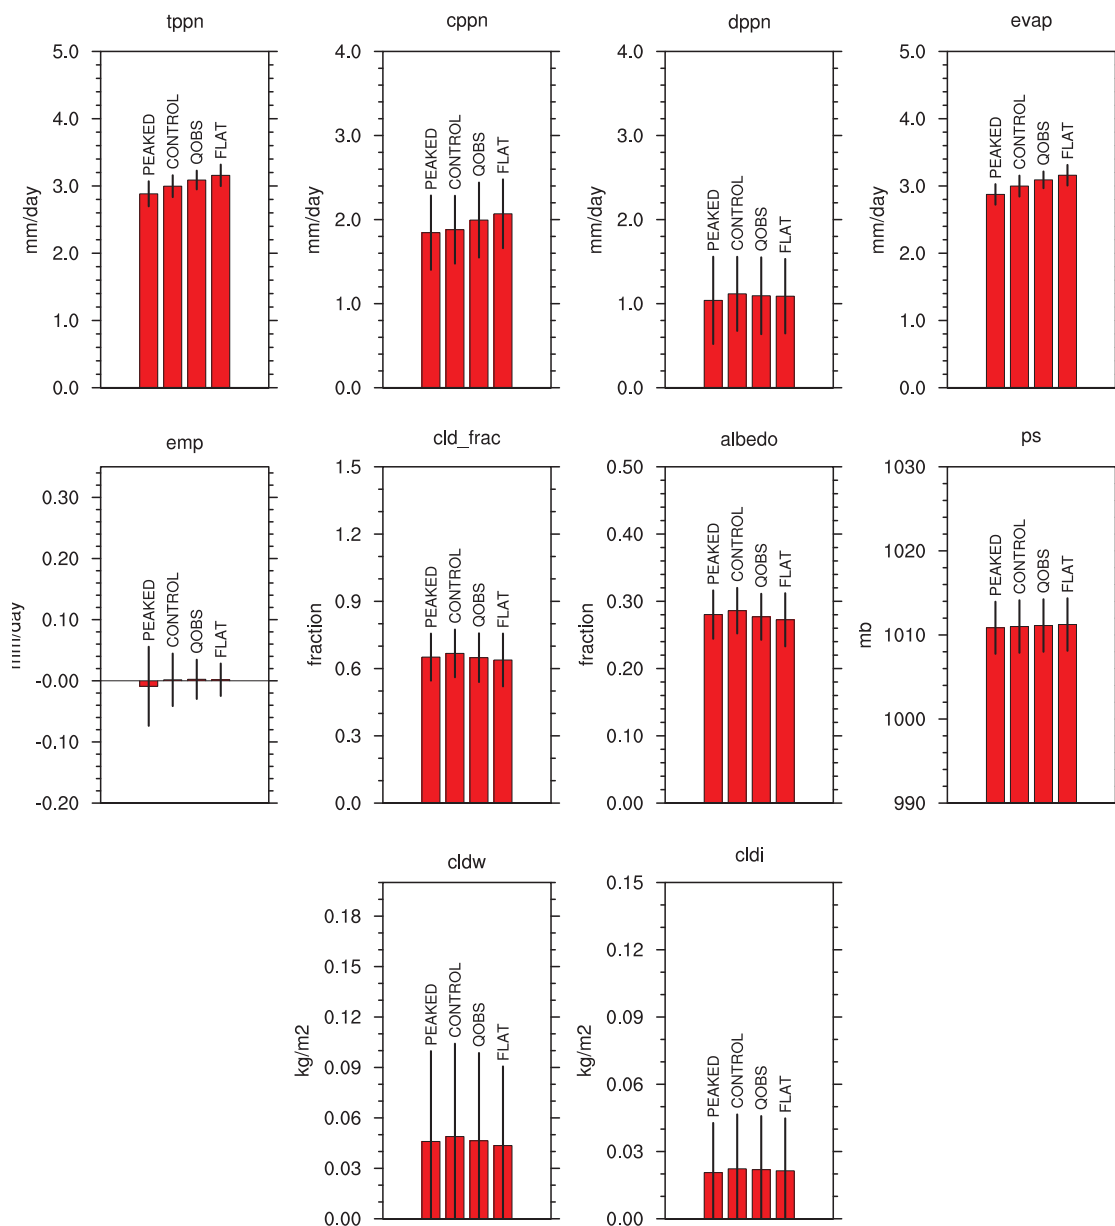 tppn
5.0
4.0
3.0
2.0
1.0
0.0
mm/day
PEAKED
CONTROL
QOBS
FLAT
cppn
4.0
3.0
2.0
1.0
0.0
mm/day
PEAKED
CONTROL
QOBS
FLAT
dppn
4.0
3.0
2.0
1.0
0.0
mm/day
PEAKED
CONTROL
QOBS
FLAT
evap
5.0
4.0
3.0
2.0
1.0
0.0
mm/day
PEAKED
CONTROL
QOBS
FLAT
emp
0.30
0.20
0.10
-0.00
-0.10
-0.20
mm/day
PEAKED
CONTROL
QOBS
FLAT
cld_frac
1.5
1.2
0.9
0.6
0.3
0.0
fraction
PEAKED
CONTROL
QOBS
FLAT
albedo
0.50
0.40
0.30
0.20
0.10
0.00
fraction
PEAKED
CONTROL
QOBS
FLAT
ps
1030
1020
1010
1000
990
mb
PEAKED
CONTROL
QOBS
FLAT
cldw
0.18
0.15
0.12
0.09
0.06
0.03
0.00
kg/m2
PEAKED
CONTROL
QOBS
FLAT
cldi
0.15
0.12
0.09
0.06
0.03
0.00
kg/m2
PEAKED
CONTROL
QOBS
FLAT